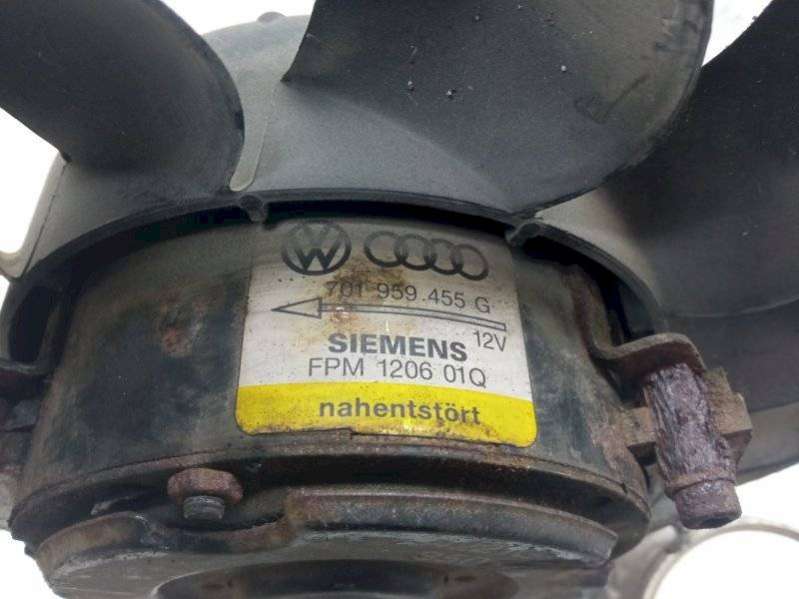 701 959.455 G
12V
SIEMENS
FPM 1206 01Q
nahentstört